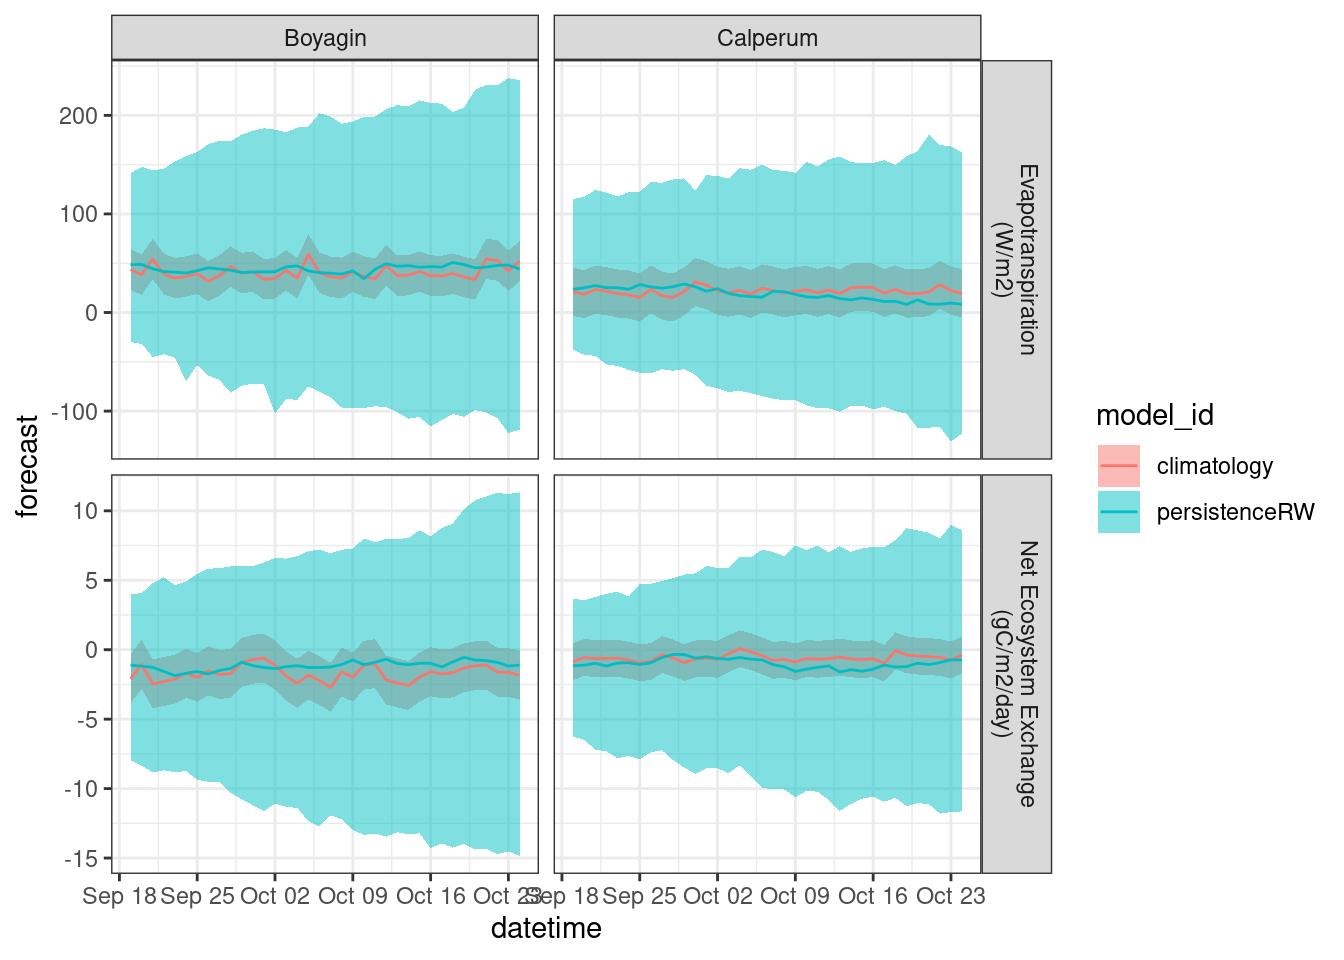 Boyagin
Calperum
200
100
0
-100
Evapotranspiration
(W/m2)
10
5
0
-5
-10
-15
Net Ecosystem Exchange
(gC/m2/day)
Sep 18 Sep 25 Oct 02 Oct 09 Oct 16 Oct 23
Sep 18 Sep 25 Oct 02 Oct 09 Oct 16 Oct 23
datetime
forecast
model_id
climatology
persistenceRW